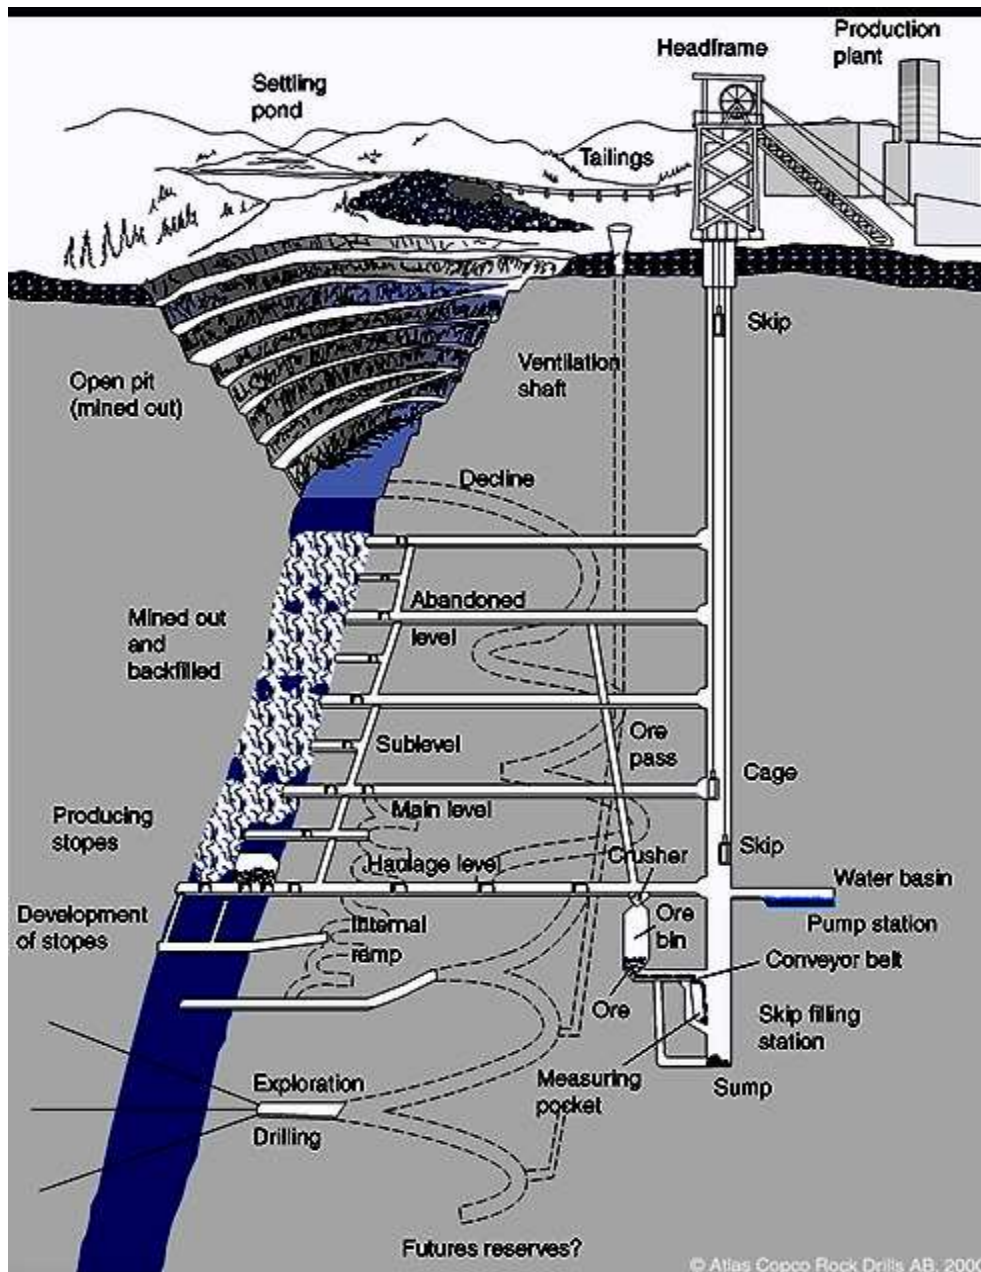 Production
plant
Headframe
Settling
pond
Tailings
Skip
Ventilation
shaft
Open pit
(mined out)
Decline
Abandoned
level
Mined out
and
backfilled
Ore
pass
Sublevel
Cage
Main level
Producing
stopes
Skip
Haulage level
Crusher
Water basin
Development
of stopes
Internal
ramp
Ore
bin
Pump station
Conveyor belt
Ore
Skip filling
station
Exploration
Drilling
Measuring
pocket
Sump
Futures reserves?
© Atlas Copco Rock Drills AB, 2000